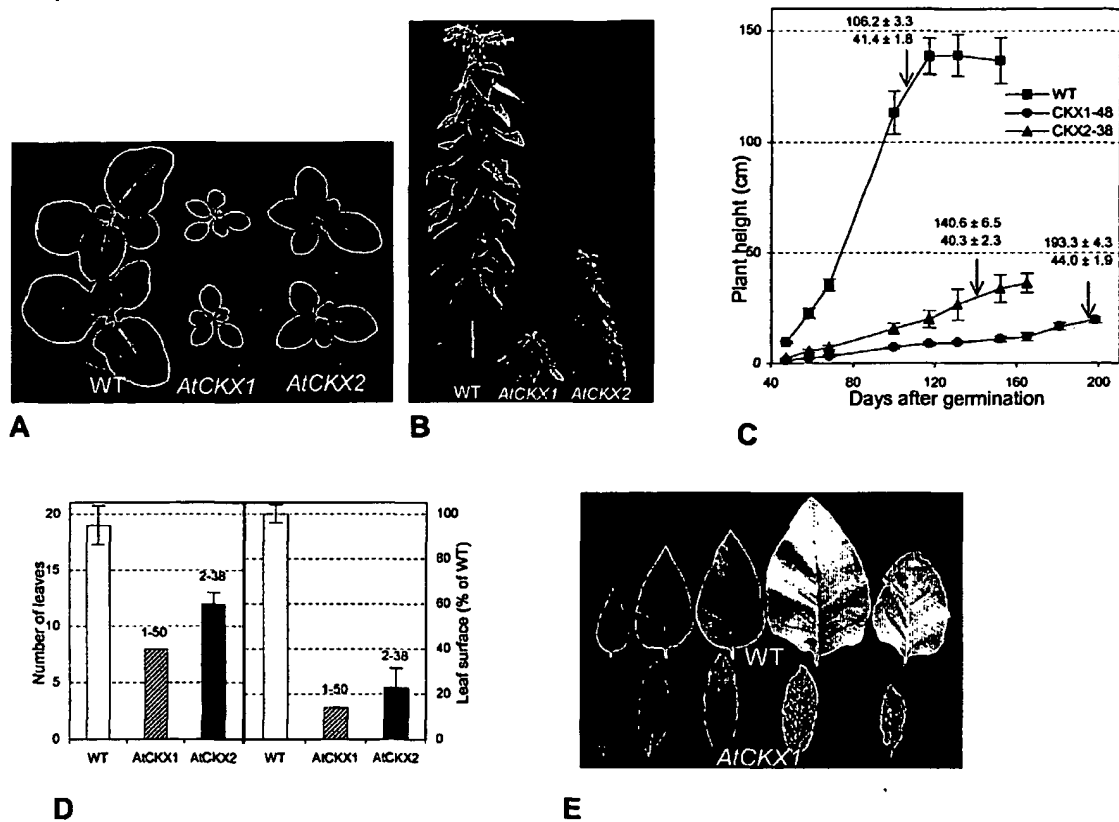 WT AtCKX1 AtCKX2
A
WT AtCKX1 AtCKX2
B
Plant height (cm)
150
100
50
0
106.2 ± 3.3
41.4 ± 1.8
WT
CKX1-48
CKX2-38
140.6 ± 6.5
40.3 ± 2.3
193.3 ± 4.3
44.0 ± 1.9
40 80 120 160 200
Days after germination
C
Number of leaves
20
15
10
5
0
1-50
2-38
WT AtCKX1 AtCKX2
1-50
2-38
WT AtCKX1 AtCKX2
100
80
60
40
20
0
Leaf surface (% of WT)
D
WT
AtCKX1
E